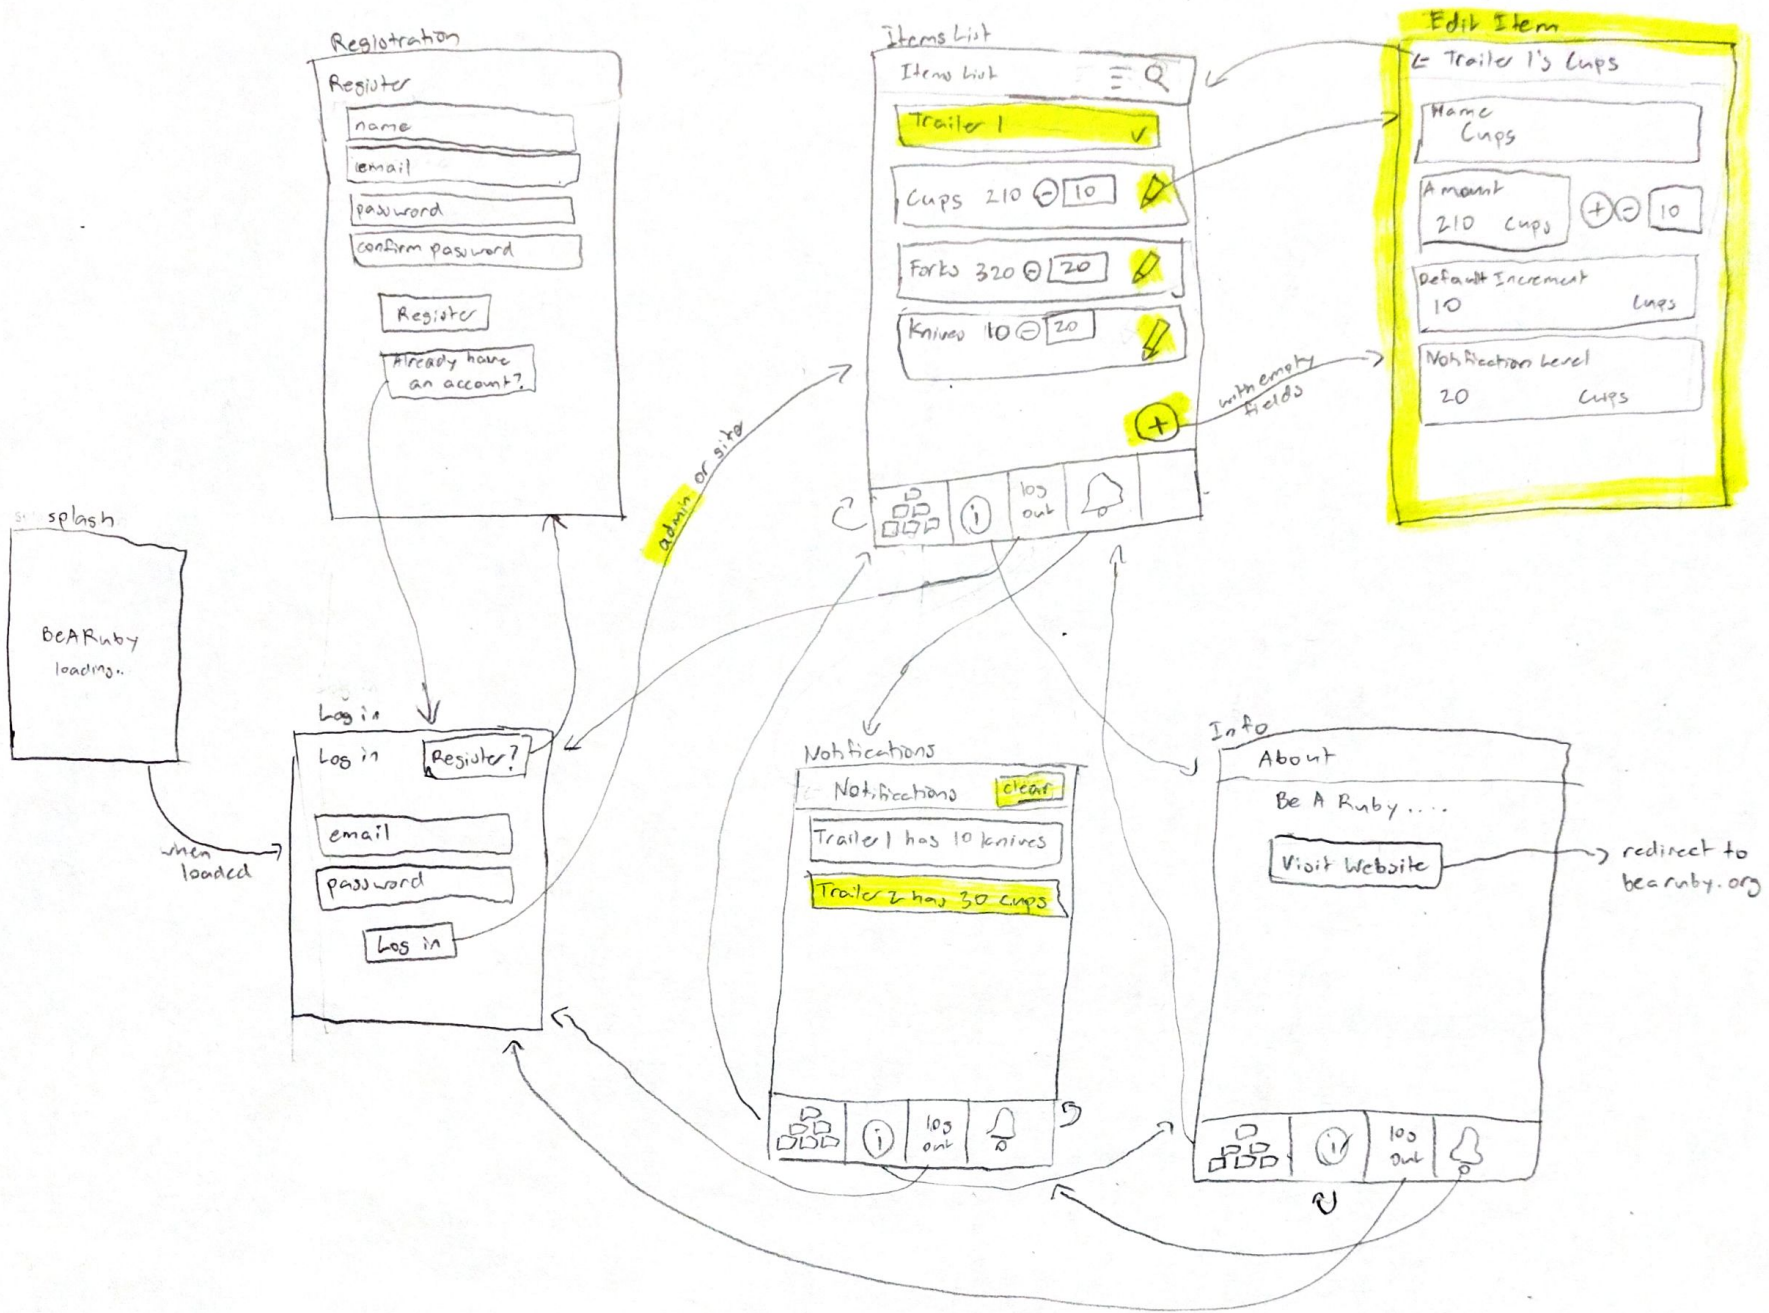 Registration
Register
name
email
password
confirm password
Register
Already have
an account?
Items List
Items List
Trailer 1
Cups 210 - 10
Forks 320 - 20
Knives 10 - 20
+
with empty
fields
i
log
out
Edit Item
← Trailer 1's Cups
Name
Cups
Amount
210 Cups
+ - 10
Default Increment
10 Cups
Notification Level
20 Cups
admin or site
splash
BeARuby
loading...
when
loaded
Log in
Log in
Register?
email
password
Log in
Notifications
Notifications
clear
Trailer 1 has 10 knives
Trailer 2 has 30 Cups
i
log
out
Info
About
Be A Ruby....
Visit Website
redirect to
bearuby.org
i
log
out